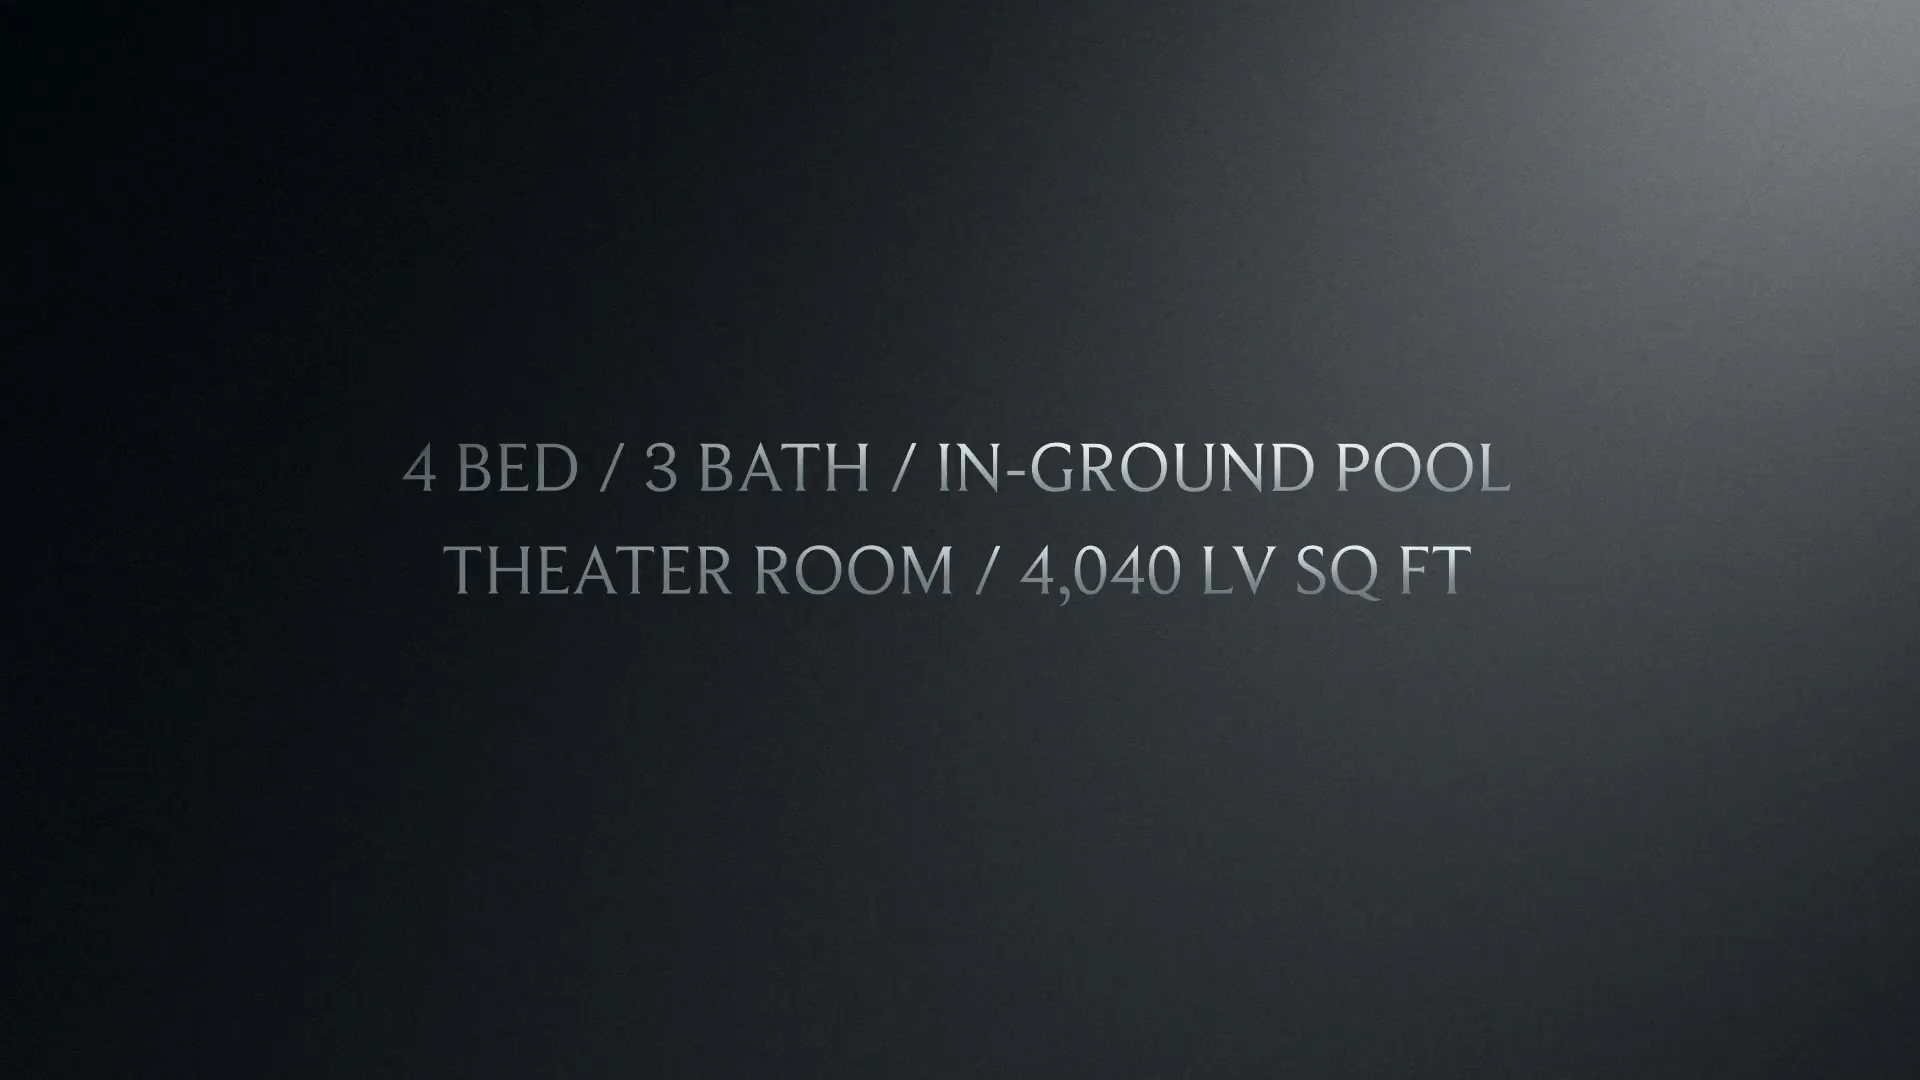 4 BED / 3 BATH / IN-GROUND POOL
THEATER ROOM / 4,040 LV SQ FT